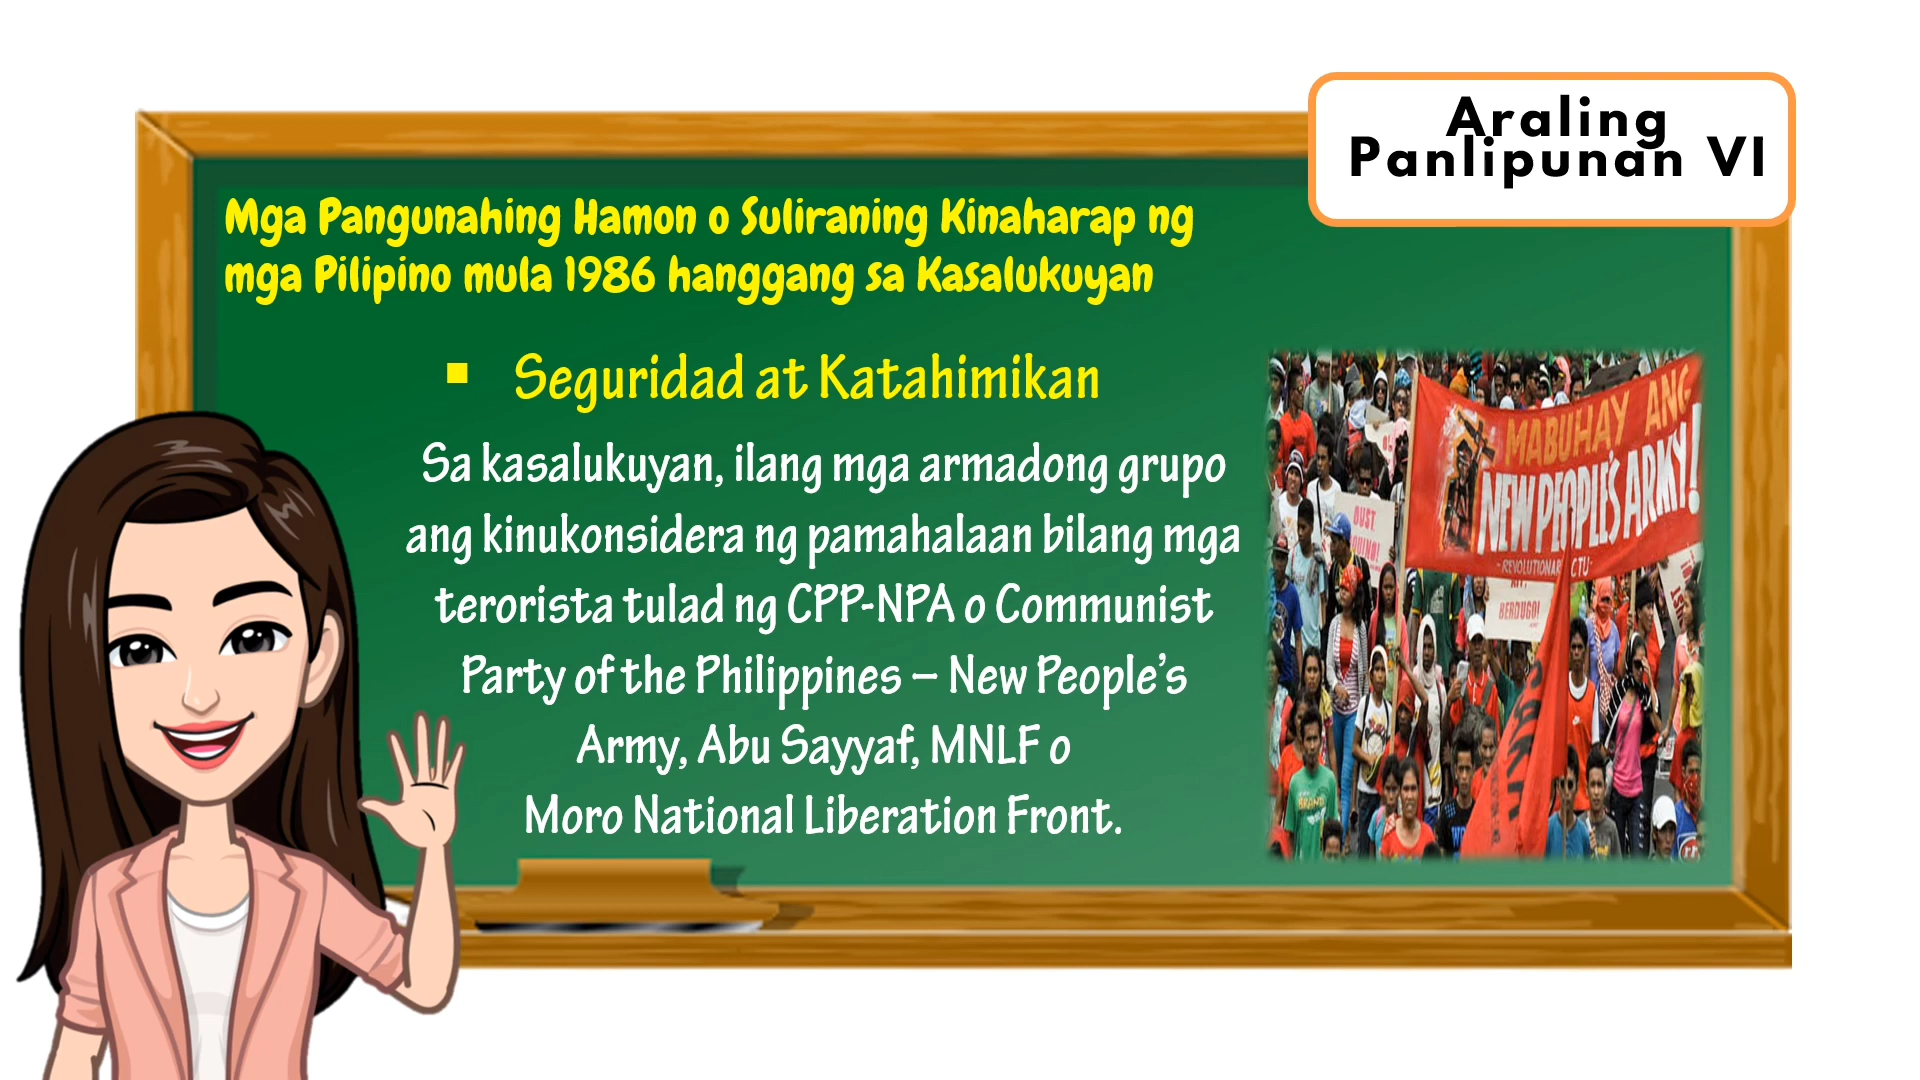 Araling
Panlipunan VI
Mga Pangunahing Hamon o Suliraning Kinaharap ng
mga Pilipino mula 1986 hanggang sa Kasalukuyan
▪ Seguridad at Katahimikan
Sa kasalukuyan, ilang mga armadong grupo
ang kinukonsidera ng pamahalaan bilang mga
terorista tulad ng CPP-NPA o Communist
Party of the Philippines – New People’s
Army, Abu Sayyaf, MNLF o
Moro National Liberation Front.
MABUHAY ANG
NEW PEOPLE'S ARMY!
BERDUGO!